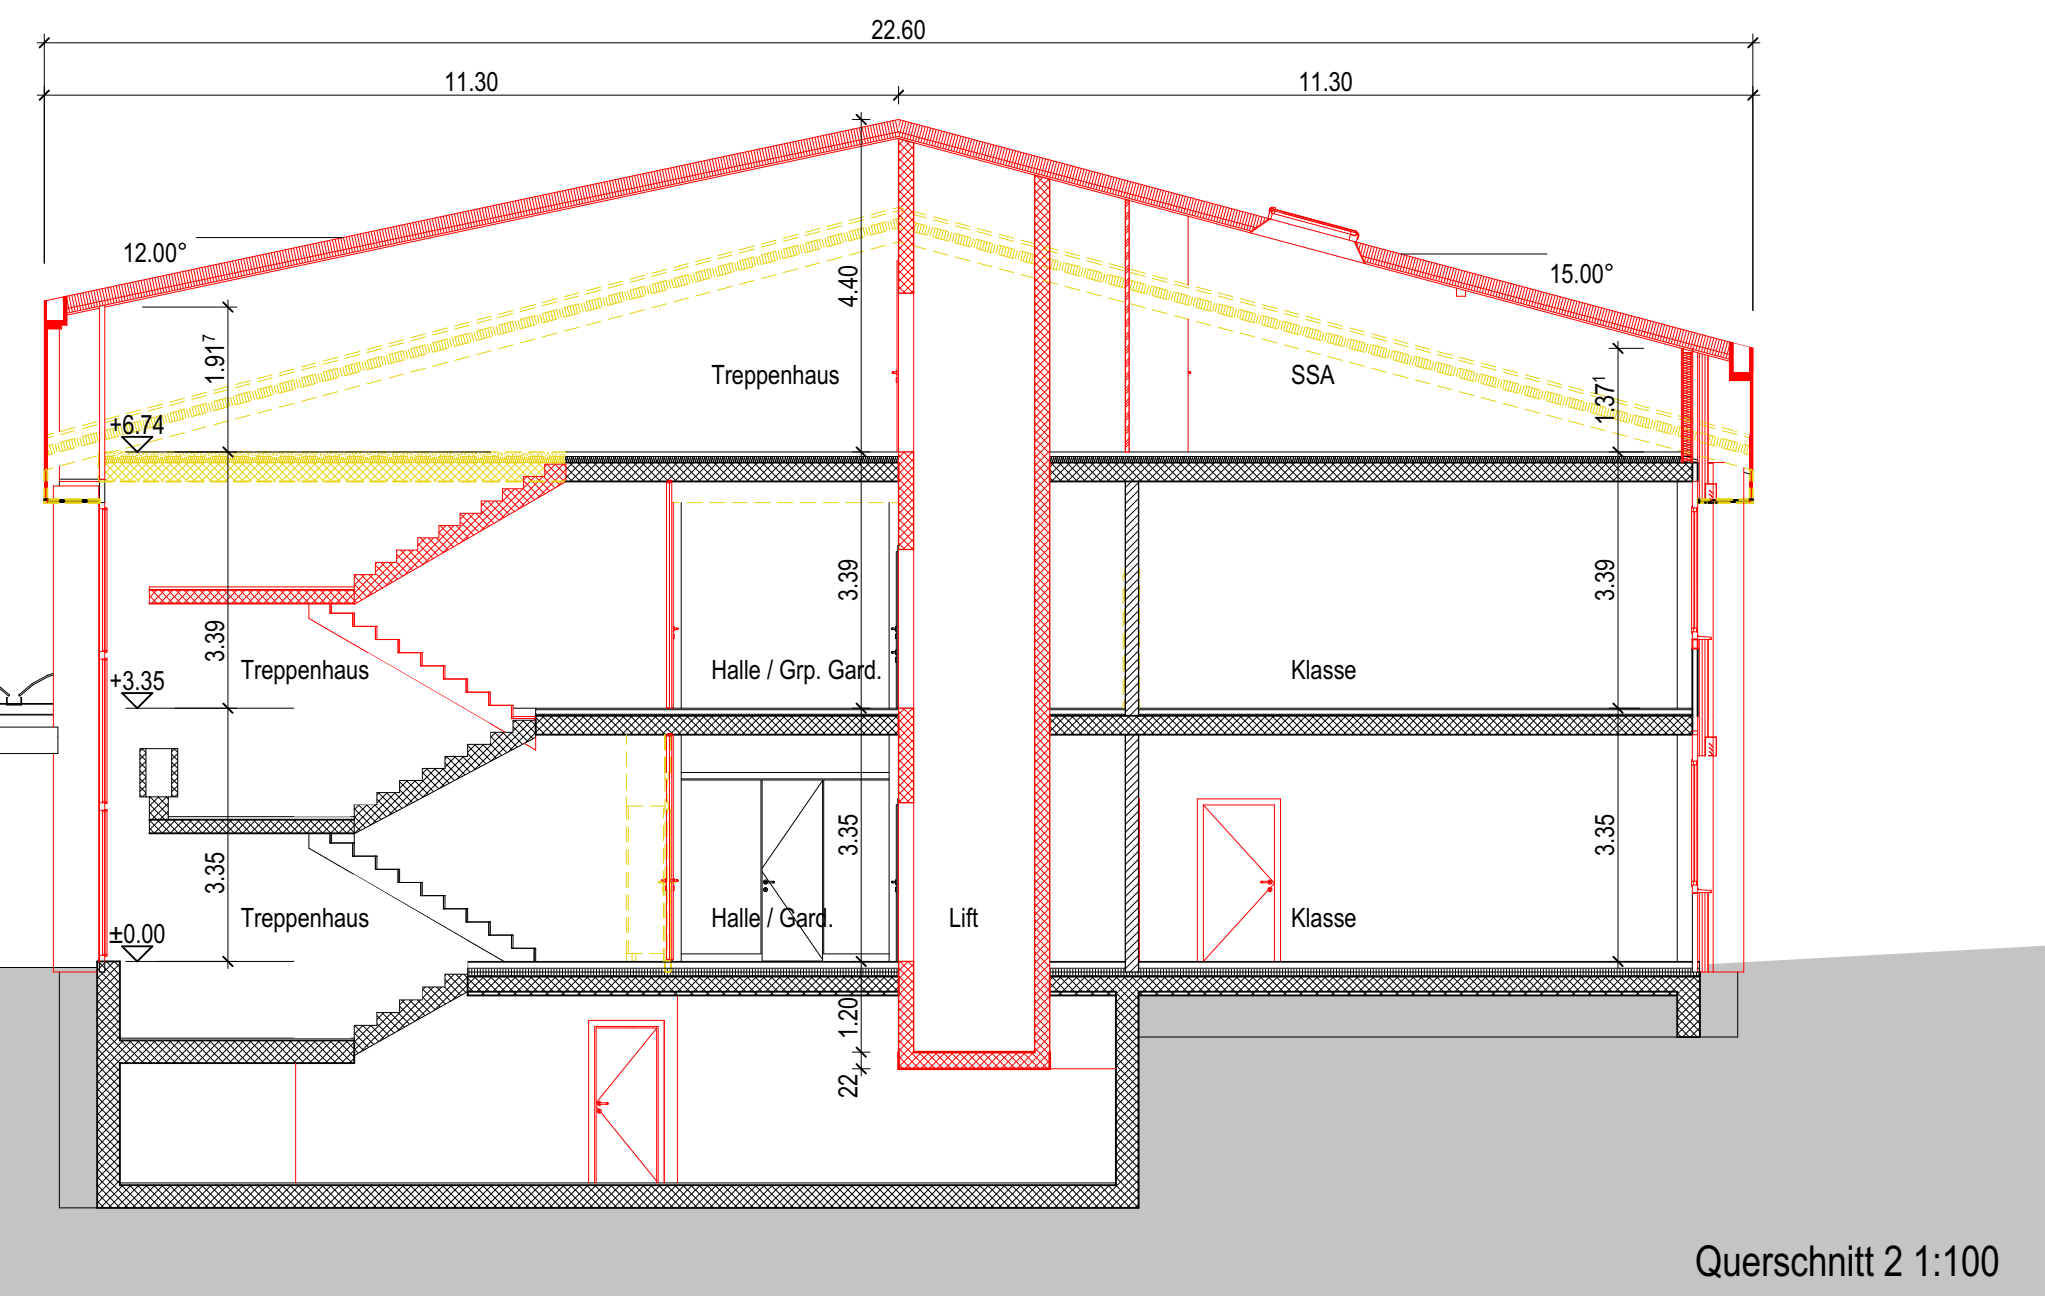 22.60
11.30
11.30
12.00°
15.00°
4.40
1.91⁷
1.37¹
Treppenhaus
SSA
+6.74
3.39
3.39
3.39
Treppenhaus
Halle / Grp. Gard.
Klasse
+3.35
3.35
3.35
3.35
Treppenhaus
Halle / Gard.
Lift
Klasse
±0.00
1.20
22
Querschnitt 2 1:100